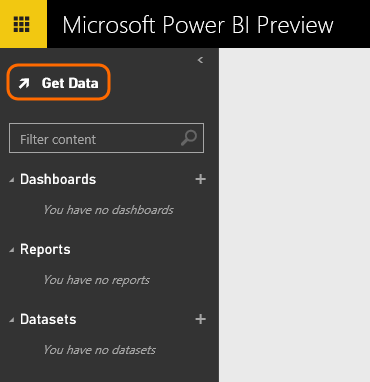 Microsoft Power BI Preview
Get Data
Filter content
Dashboards
You have no dashboards
Reports
You have no reports
Datasets
You have no datasets